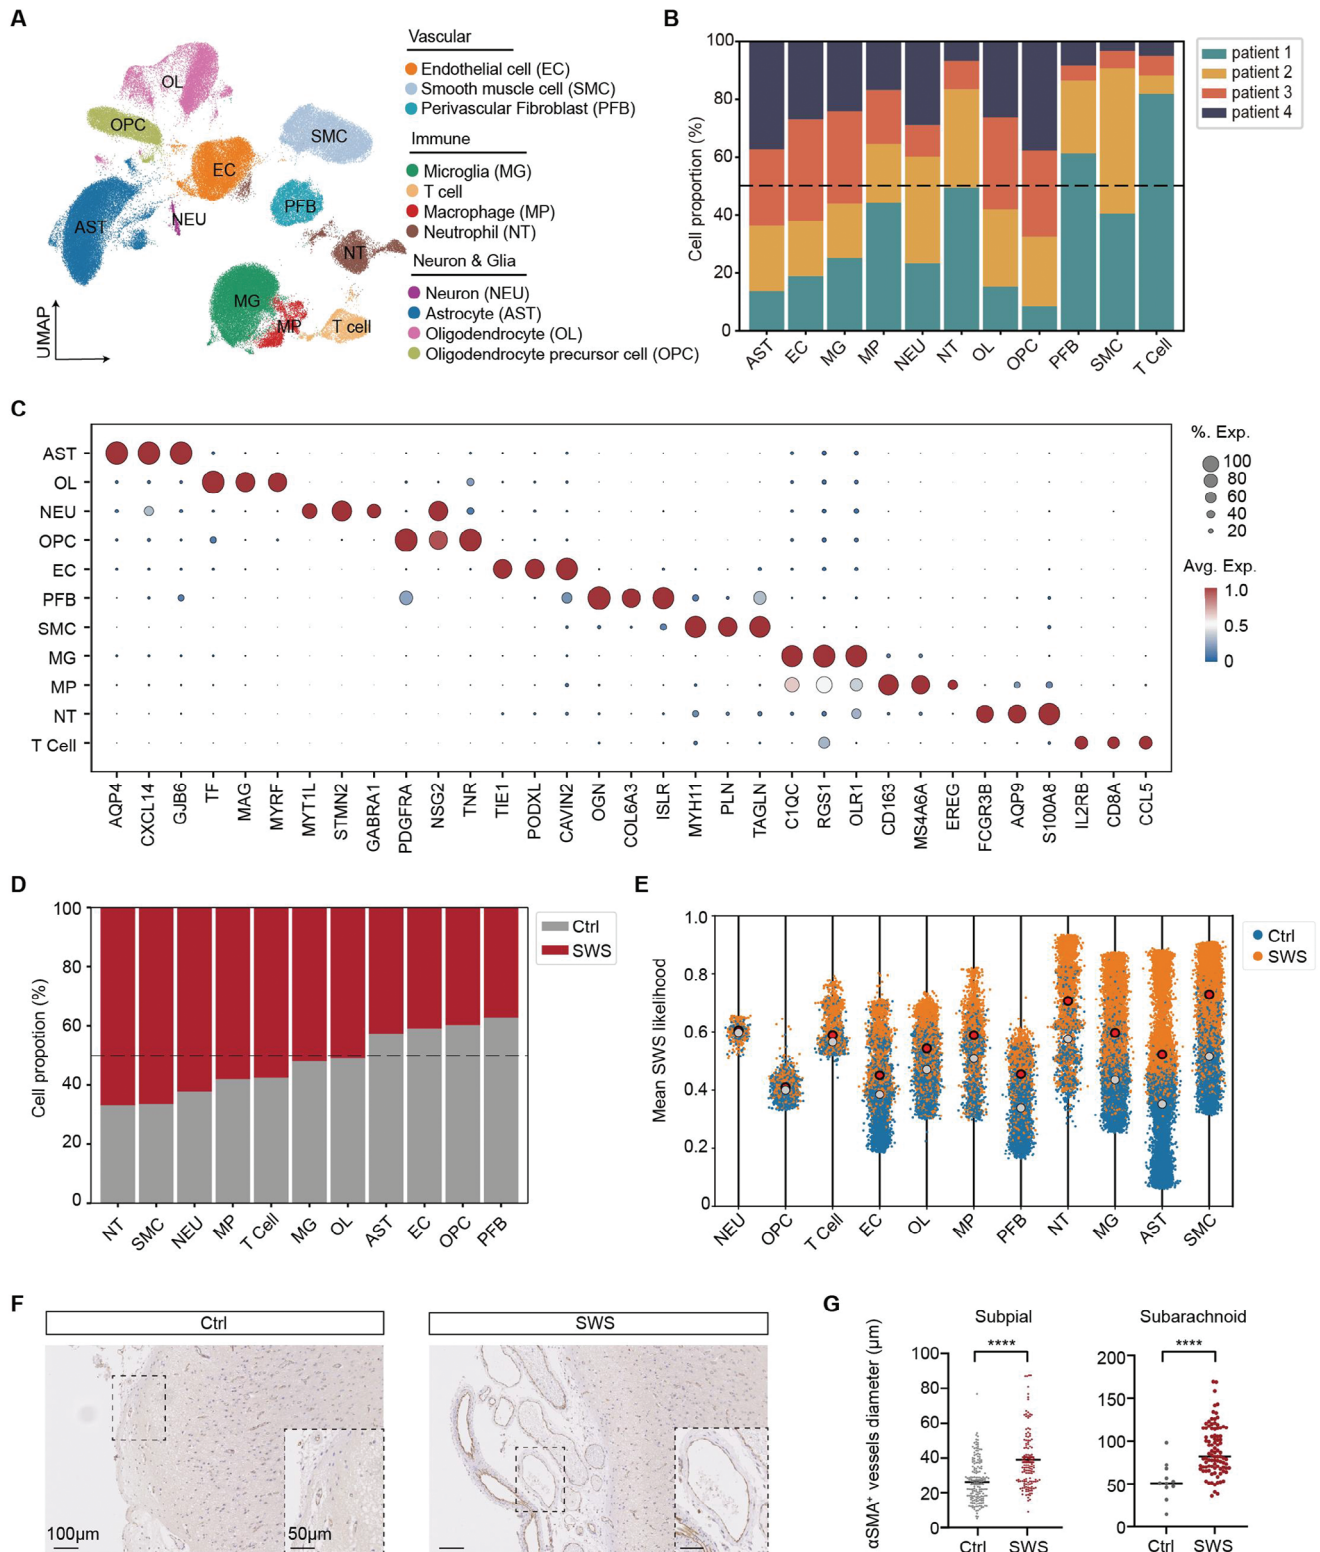 A
OL
OPC
SMC
EC
AST
NEU
PFB
NT
MG
MP
T cell
UMAP
Vascular
Endothelial cell (EC)
Smooth muscle cell (SMC)
Perivascular Fibroblast (PFB)
Immune
Microglia (MG)
T cell
Macrophage (MP)
Neutrophil (NT)
Neuron & Glia
Neuron (NEU)
Astrocyte (AST)
Oligodendrocyte (OL)
Oligodendrocyte precursor cell (OPC)
B
Cell proportion (%)
100
80
60
40
20
0
AST
EC
MG
MP
NEU
NT
OL
OPC
PFB
SMC
T Cell
patient 1
patient 2
patient 3
patient 4
C
AST
OL
NEU
OPC
EC
PFB
SMC
MG
MP
NT
T Cell
AQP4
CXCL14
GJB6
TF
MAG
MYRF
MYT1L
STMN2
GABRA1
PDGFRA
NSG2
TNR
TIE1
PODXL
CAVIN2
OGN
COL6A3
ISLR
MYH11
PLN
TAGLN
C1QC
RGS1
OLR1
CD163
MS4A6A
EREG
FCGR3B
AQP9
S100A8
IL2RB
CD8A
CCL5
%. Exp.
100
80
60
40
20
Avg. Exp.
1.0
0.5
0
D
Cell propotion (%)
100
80
60
40
20
0
NT
SMC
NEU
MP
T Cell
MG
OL
AST
EC
OPC
PFB
Ctrl
SWS
E
Mean SWS likelihood
1.0
0.8
0.6
0.4
0.2
0
NEU
OPC
T Cell
EC
OL
MP
PFB
NT
MG
AST
SMC
Ctrl
SWS
F
Ctrl
SWS
100μm
50μm
G
αSMA⁺ vessels diameter (μm)
Subpial
****
100
80
60
40
20
0
Ctrl
SWS
Subarachnoid
****
200
150
100
50
0
Ctrl
SWS